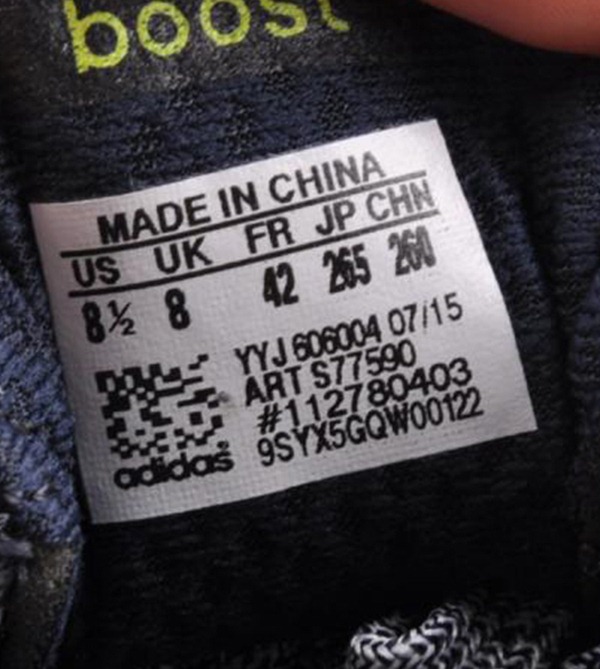 boost
MADE IN CHINA
US UK FR JP CHN
8½ 8 42 265 260
YYJ 606004 07/15
ART S77590
#112780403
9SYX5GQW00122
adidas